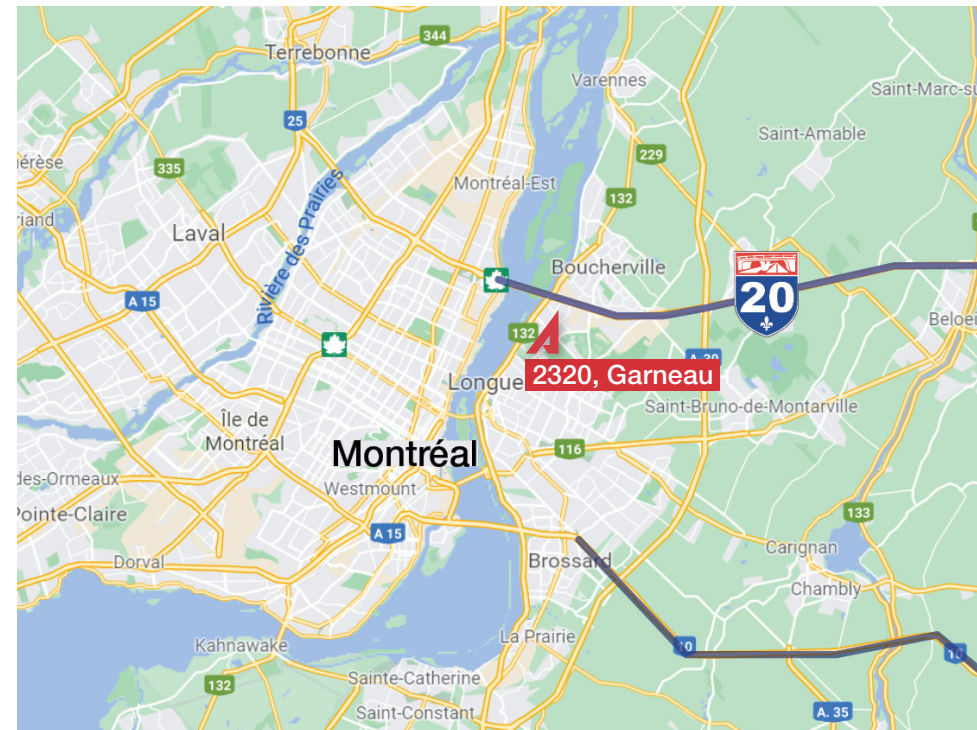 344
Terrebonne
Varennes
Saint-Marc-su
25
Saint-Amable
229
érèse
335
Montréal-Est
132
riand
Laval
Rivière des Prairies
Boucherville
20
A 15
132
Beloei
A. 30
2320, Garneau
Longue
Saint-Bruno-de-Montarville
Île de
Montréal
Montréal
116
des-Ormeaux
Westmount
Pointe-Claire
133
A 15
Carignan
Dorval
Brossard
Chambly
La Prairie
Kahnawake
10
10
Sainte-Catherine
132
Saint-Constant
A. 35